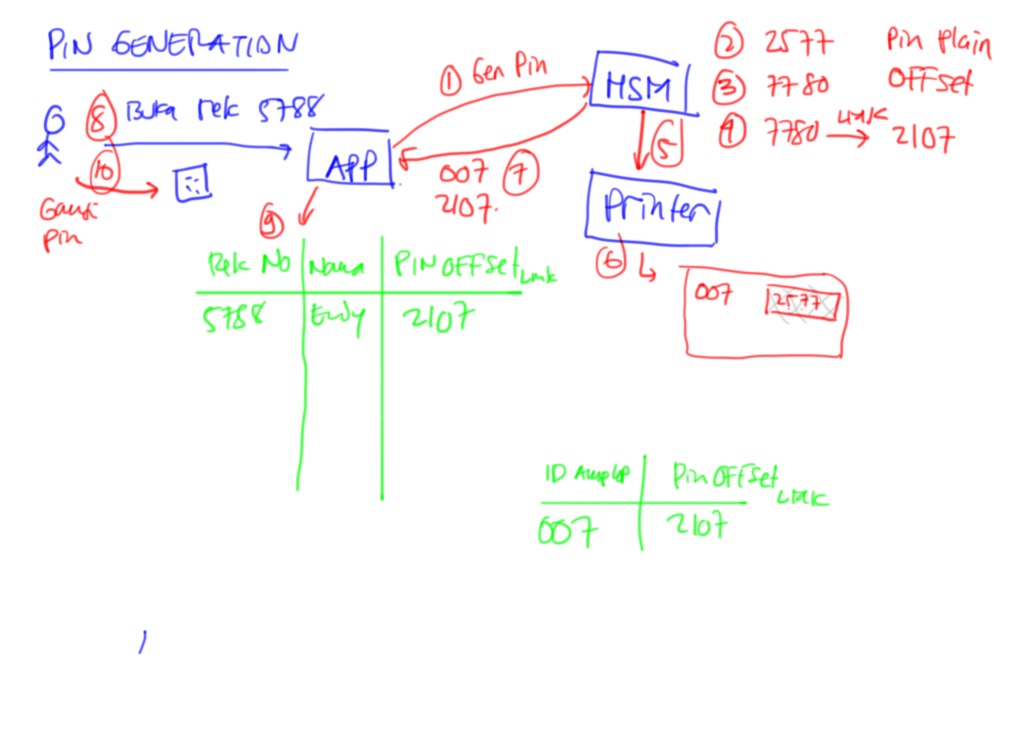 PIN GENERATION
② 2577 Pin Plain
① Gen Pin
HSM
③ 7780 OFFset
⑧ Buka rek 5788
④ 7780 → LMK 2107
APP
⑤
007 ⑦
2107.
⑩
Printer
Ganti
Pin
⑨
⑥
Rek No Nama PIN OFFSet LMK
007 2577
5788 Endy 2107
ID Amplop Pin OFFSet LMK
007 2107